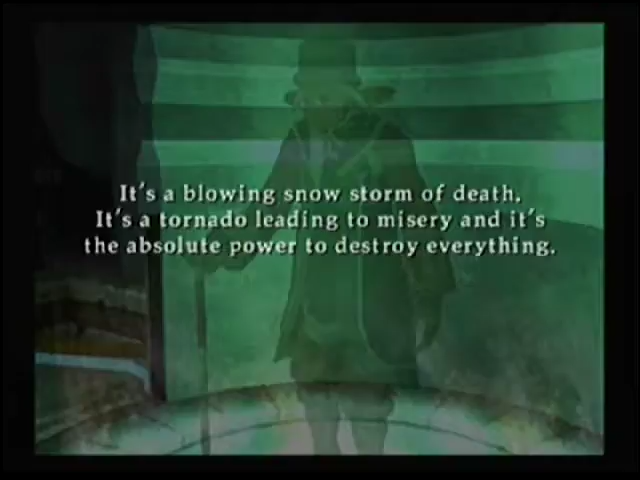 It's a blowing snow storm of death.
It's a tornado leading to misery and it's
the absolute power to destroy everything.